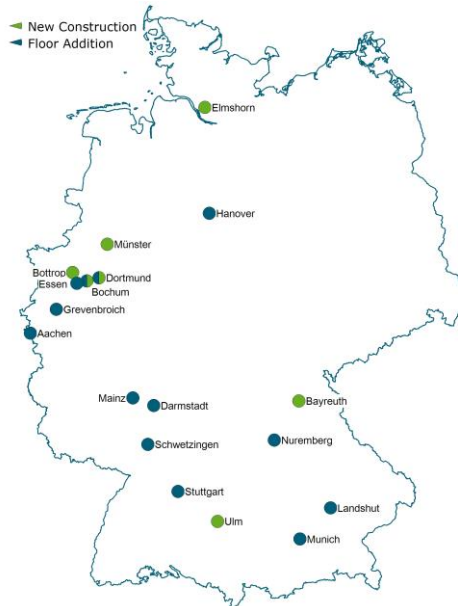 New Construction
Floor Addition
Elmshorn
Hanover
Münster
Bottrop
Dortmund
Essen
Bochum
Grevenbroich
Aachen
Mainz
Darmstadt
Bayreuth
Nuremberg
Schwetzingen
Stuttgart
Landshut
Ulm
Munich